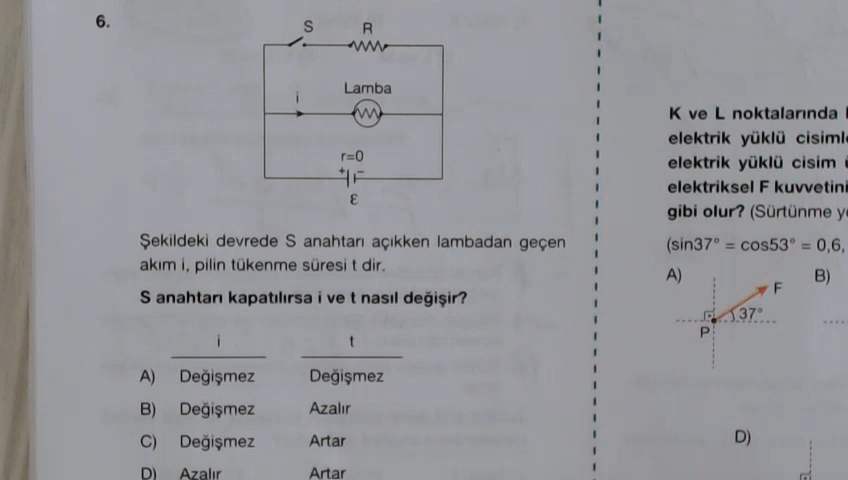 6.
S
R
Lamba
i
r=0
+ -
ε
Şekildeki devrede S anahtarı açıkken lambadan geçen
akım i, pilin tükenme süresi t dir.
S anahtarı kapatılırsa i ve t nasıl değişir?
i t
A) Değişmez Değişmez
B) Değişmez Azalır
C) Değişmez Artar
D) Azalır Artar
K ve L noktalarında
elektrik yüklü
elektrik yüklü cisim
elektriksel F kuvvetini
gibi olur? (Sürtünme
(sin37° = cos53° = 0,6,
A) B)
F
37°
P
D)